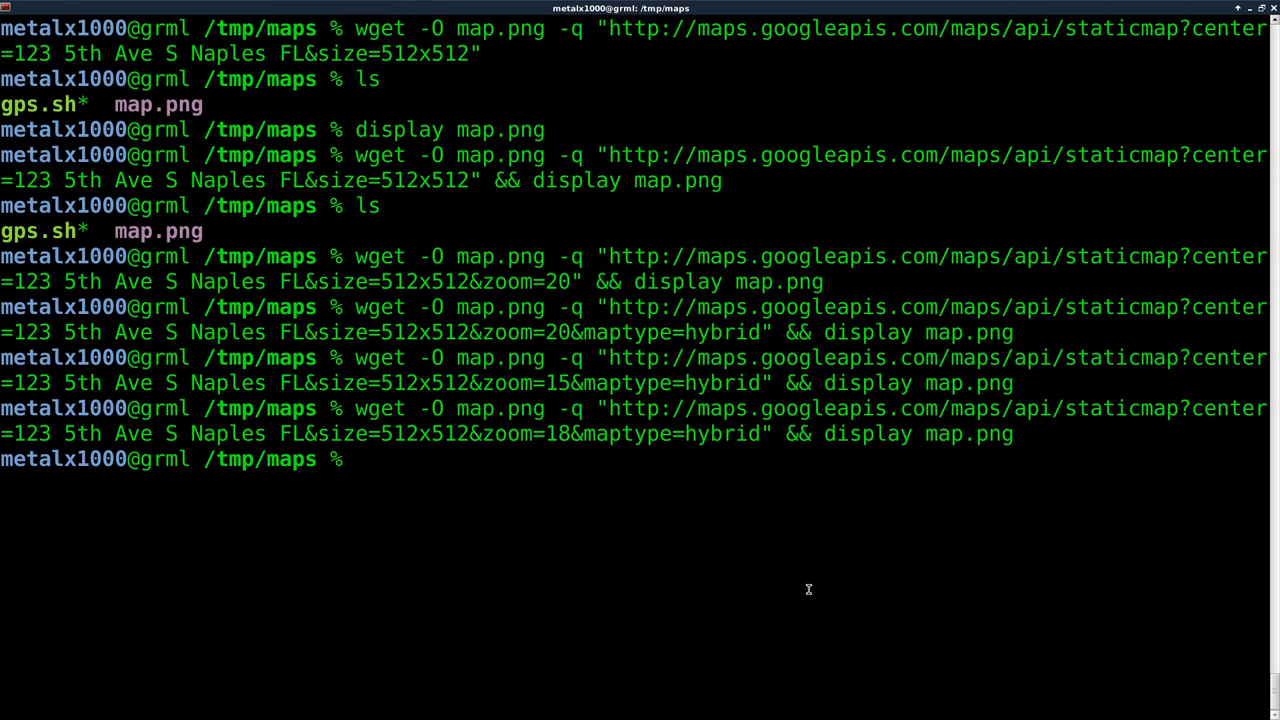 metalx1000@grml: /tmp/maps
metalx1000@grml /tmp/maps % wget -O map.png -q "http://maps.googleapis.com/maps/api/staticmap?center
=123 5th Ave S Naples FL&size=512x512"
metalx1000@grml /tmp/maps % ls
gps.sh*  map.png
metalx1000@grml /tmp/maps % display map.png
metalx1000@grml /tmp/maps % wget -O map.png -q "http://maps.googleapis.com/maps/api/staticmap?center
=123 5th Ave S Naples FL&size=512x512" && display map.png
metalx1000@grml /tmp/maps % ls
gps.sh*  map.png
metalx1000@grml /tmp/maps % wget -O map.png -q "http://maps.googleapis.com/maps/api/staticmap?center
=123 5th Ave S Naples FL&size=512x512&zoom=20" && display map.png
metalx1000@grml /tmp/maps % wget -O map.png -q "http://maps.googleapis.com/maps/api/staticmap?center
=123 5th Ave S Naples FL&size=512x512&zoom=20&maptype=hybrid" && display map.png
metalx1000@grml /tmp/maps % wget -O map.png -q "http://maps.googleapis.com/maps/api/staticmap?center
=123 5th Ave S Naples FL&size=512x512&zoom=15&maptype=hybrid" && display map.png
metalx1000@grml /tmp/maps % wget -O map.png -q "http://maps.googleapis.com/maps/api/staticmap?center
=123 5th Ave S Naples FL&size=512x512&zoom=18&maptype=hybrid" && display map.png
metalx1000@grml /tmp/maps %